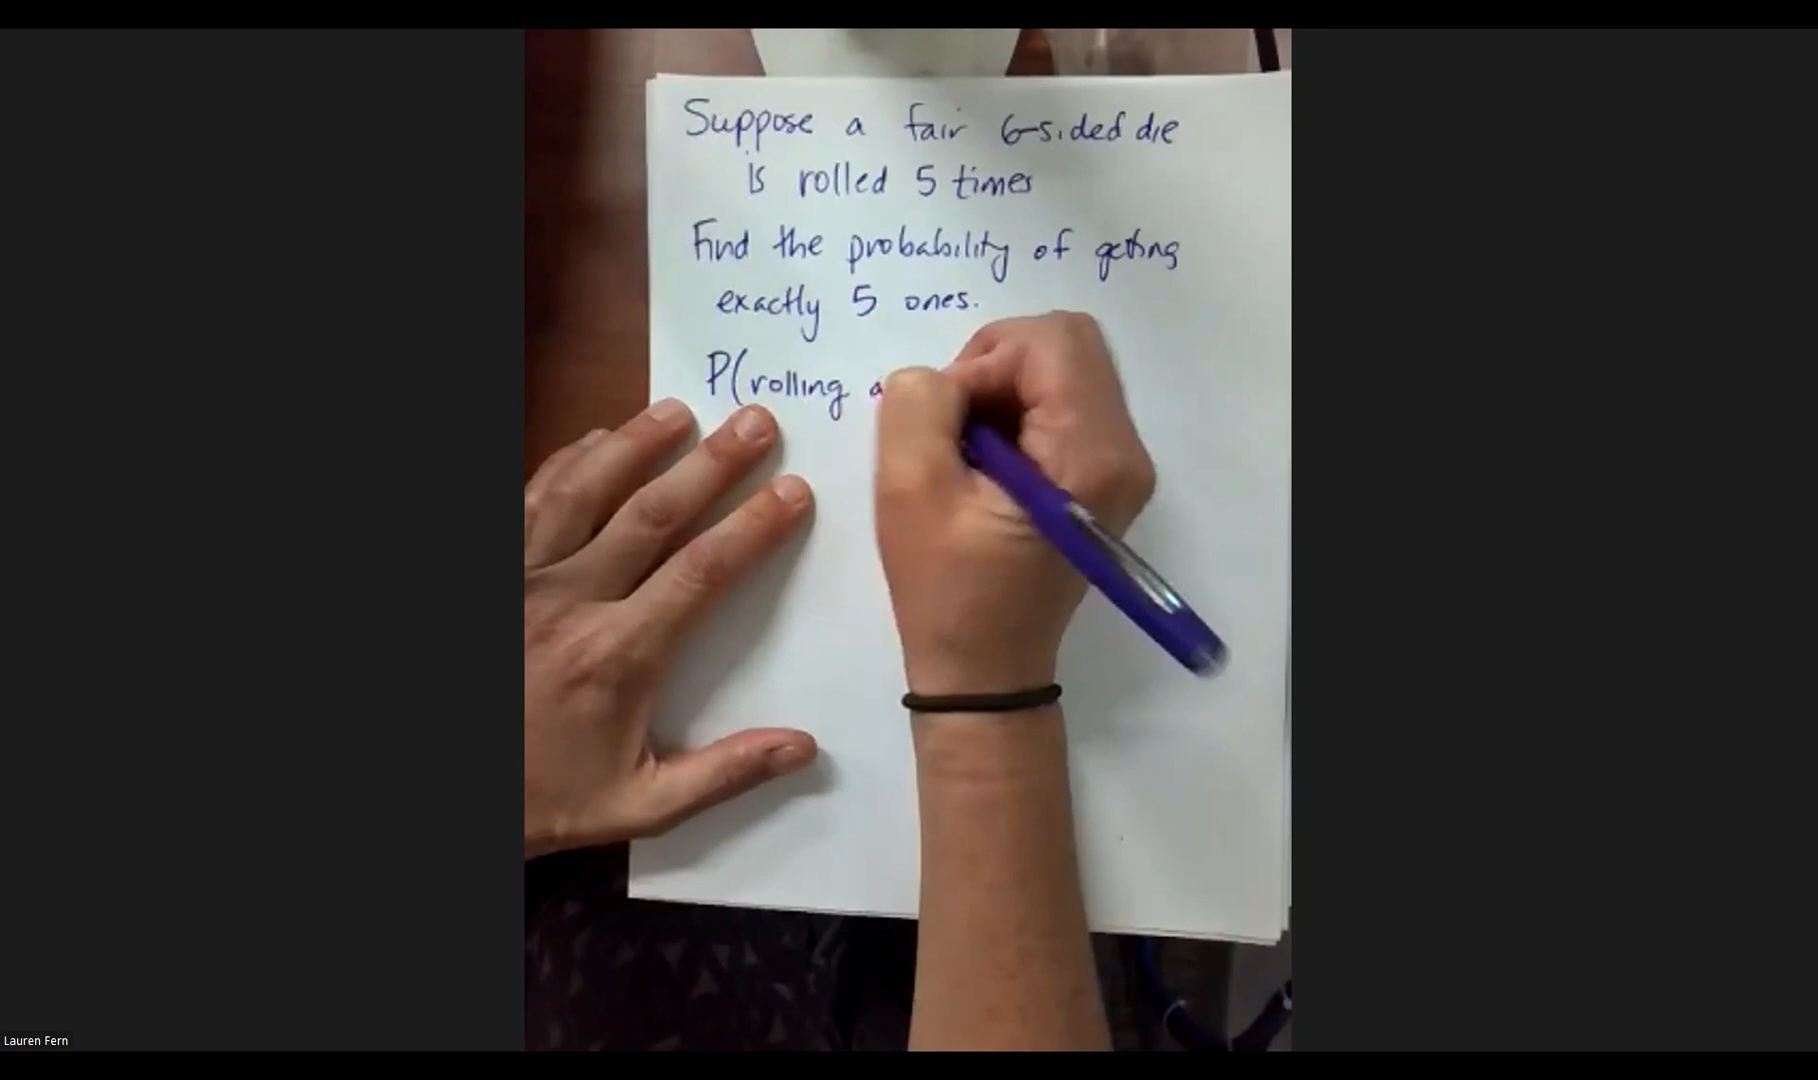 Suppose a fair 6-sided die
is rolled 5 times
Find the probability of getting
exactly 5 ones.
P(rolling a
Lauren Fern